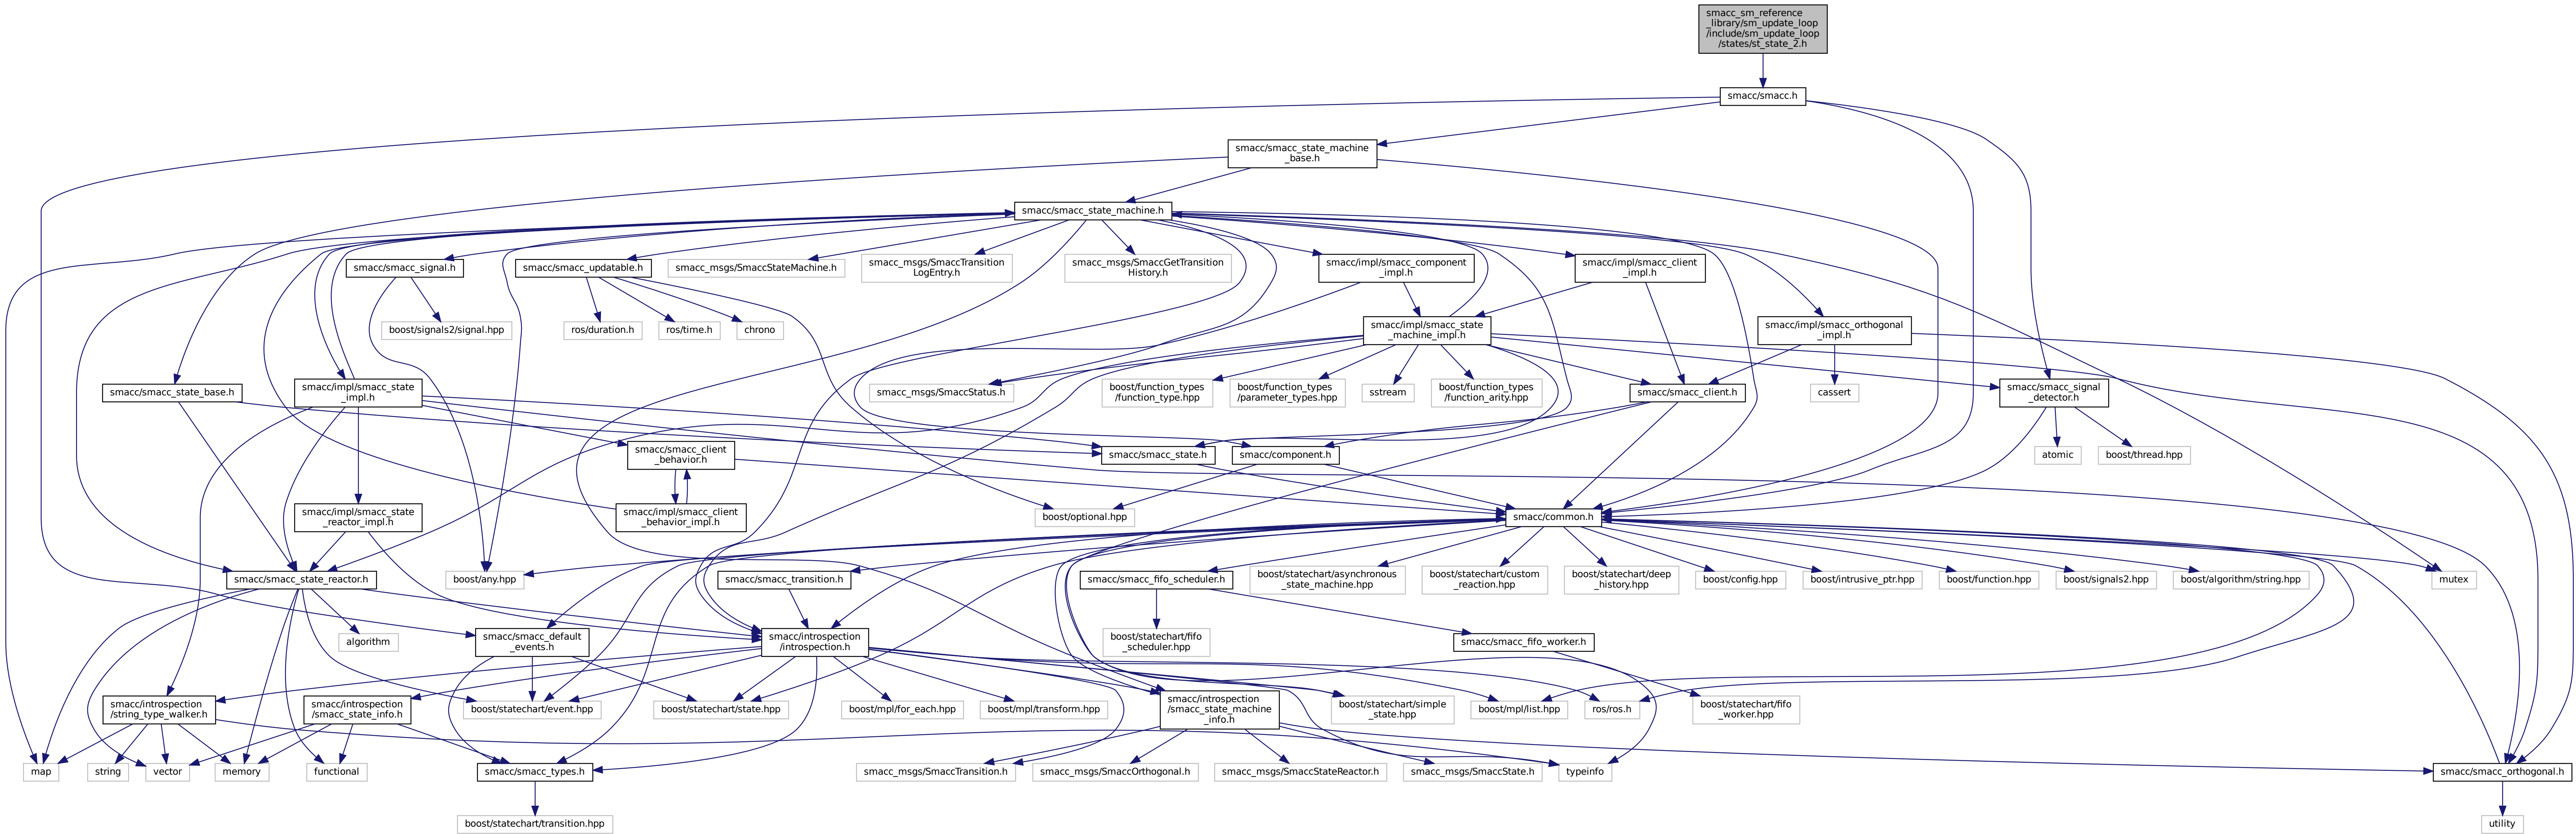 smacc_sm_reference
_library/sm_update_loop
/include/sm_update_loop
/states/st_state_2.h
smacc/smacc.h
smacc/smacc_state_machine
_base.h
smacc/smacc_state_machine.h
smacc/smacc_signal.h
smacc/smacc_updatable.h
smacc_msgs/SmaccStateMachine.h
smacc_msgs/SmaccTransition
LogEntry.h
smacc_msgs/SmaccGetTransition
History.h
smacc/impl/smacc_component
_impl.h
smacc/impl/smacc_client
_impl.h
boost/signals2/signal.hpp
ros/duration.h
ros/time.h
chrono
smacc/impl/smacc_state
_machine_impl.h
smacc/impl/smacc_orthogonal
_impl.h
smacc/smacc_state_base.h
smacc/impl/smacc_state
_impl.h
smacc_msgs/SmaccStatus.h
boost/function_types
/function_type.hpp
boost/function_types
/parameter_types.hpp
sstream
boost/function_types
/function_arity.hpp
smacc/smacc_client.h
cassert
smacc/smacc_signal
_detector.h
smacc/smacc_client
_behavior.h
smacc/smacc_state.h
smacc/component.h
atomic
boost/thread.hpp
smacc/impl/smacc_state
_reactor_impl.h
smacc/impl/smacc_client
_behavior_impl.h
boost/optional.hpp
smacc/common.h
smacc/smacc_state_reactor.h
boost/any.hpp
smacc/smacc_transition.h
smacc/smacc_fifo_scheduler.h
boost/statechart/asynchronous
_state_machine.hpp
boost/statechart/custom
_reaction.hpp
boost/statechart/deep
_history.hpp
boost/config.hpp
boost/intrusive_ptr.hpp
boost/function.hpp
boost/signals2.hpp
boost/algorithm/string.hpp
mutex
algorithm
smacc/smacc_default
_events.h
smacc/introspection
/introspection.h
boost/statechart/fifo
_scheduler.hpp
smacc/smacc_fifo_worker.h
smacc/introspection
/string_type_walker.h
smacc/introspection
/smacc_state_info.h
boost/statechart/event.hpp
boost/statechart/state.hpp
boost/mpl/for_each.hpp
boost/mpl/transform.hpp
smacc/introspection
/smacc_state_machine
_info.h
boost/statechart/simple
_state.hpp
boost/mpl/list.hpp
ros/ros.h
boost/statechart/fifo
_worker.hpp
map
string
vector
memory
functional
smacc/smacc_types.h
smacc_msgs/SmaccTransition.h
smacc_msgs/SmaccOrthogonal.h
smacc_msgs/SmaccStateReactor.h
smacc_msgs/SmaccState.h
typeinfo
smacc/smacc_orthogonal.h
boost/statechart/transition.hpp
utility